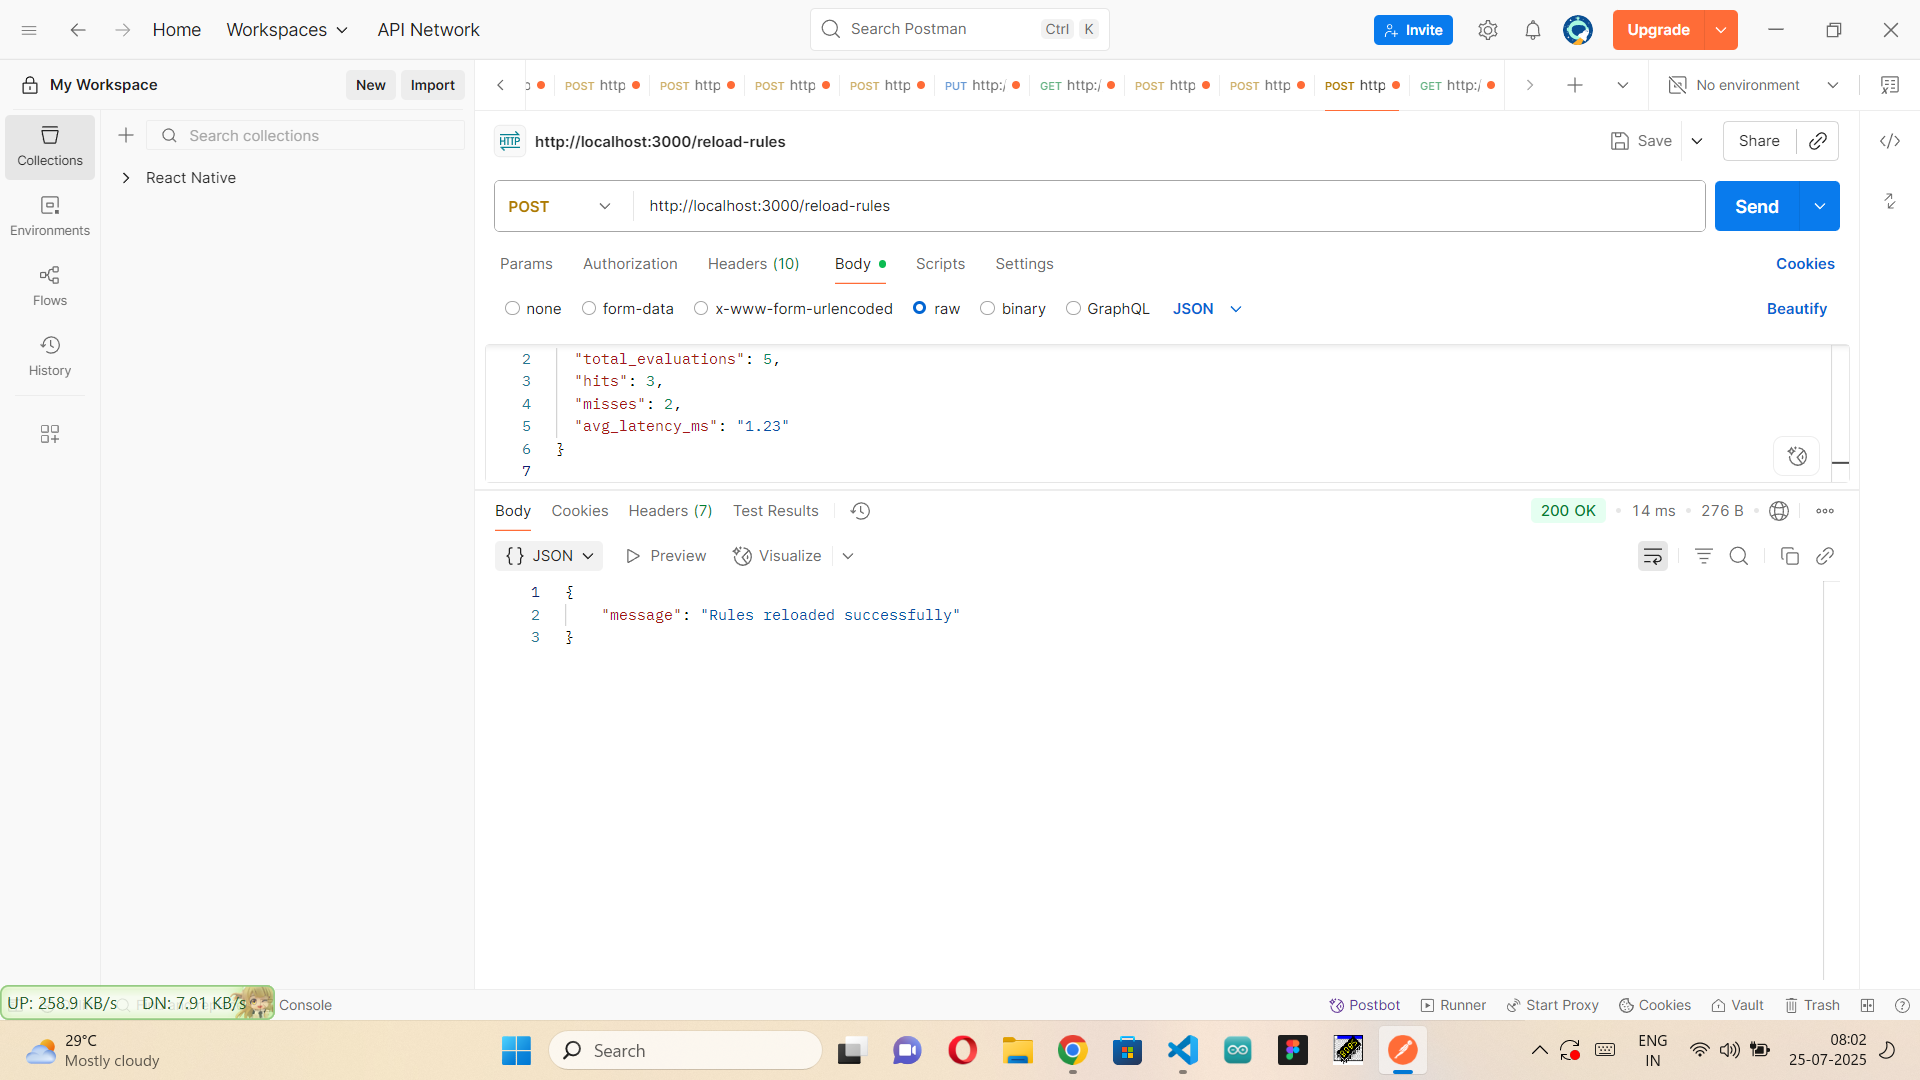 Home
Workspaces
API Network
Search Postman
Ctrl
K
Invite
Upgrade
My Workspace
New
Import
POST http
POST http
POST http
POST http
PUT http:/
GET http:/
POST http
POST http
POST http
GET http:/
No environment
Collections
Environments
Flows
History
Search collections
React Native
HTTP
http://localhost:3000/reload-rules
Save
Share
POST
http://localhost:3000/reload-rules
Send
Params
Authorization
Headers (10)
Body
Scripts
Settings
Cookies
none
form-data
x-www-form-urlencoded
raw
binary
GraphQL
JSON
Beautify
2 "total_evaluations": 5,
3 "hits": 3,
4 "misses": 2,
5 "avg_latency_ms": "1.23"
6 }
7
Body
Cookies
Headers (7)
Test Results
200 OK
14 ms
276 B
{} JSON
Preview
Visualize
1 {
2 "message": "Rules reloaded successfully"
3 }
UP: 258.9 KB/s
DN: 7.91 KB/s
Console
Postbot
Runner
Start Proxy
Cookies
Vault
Trash
29°C
Mostly cloudy
Search
ENG
IN
08:02
25-07-2025